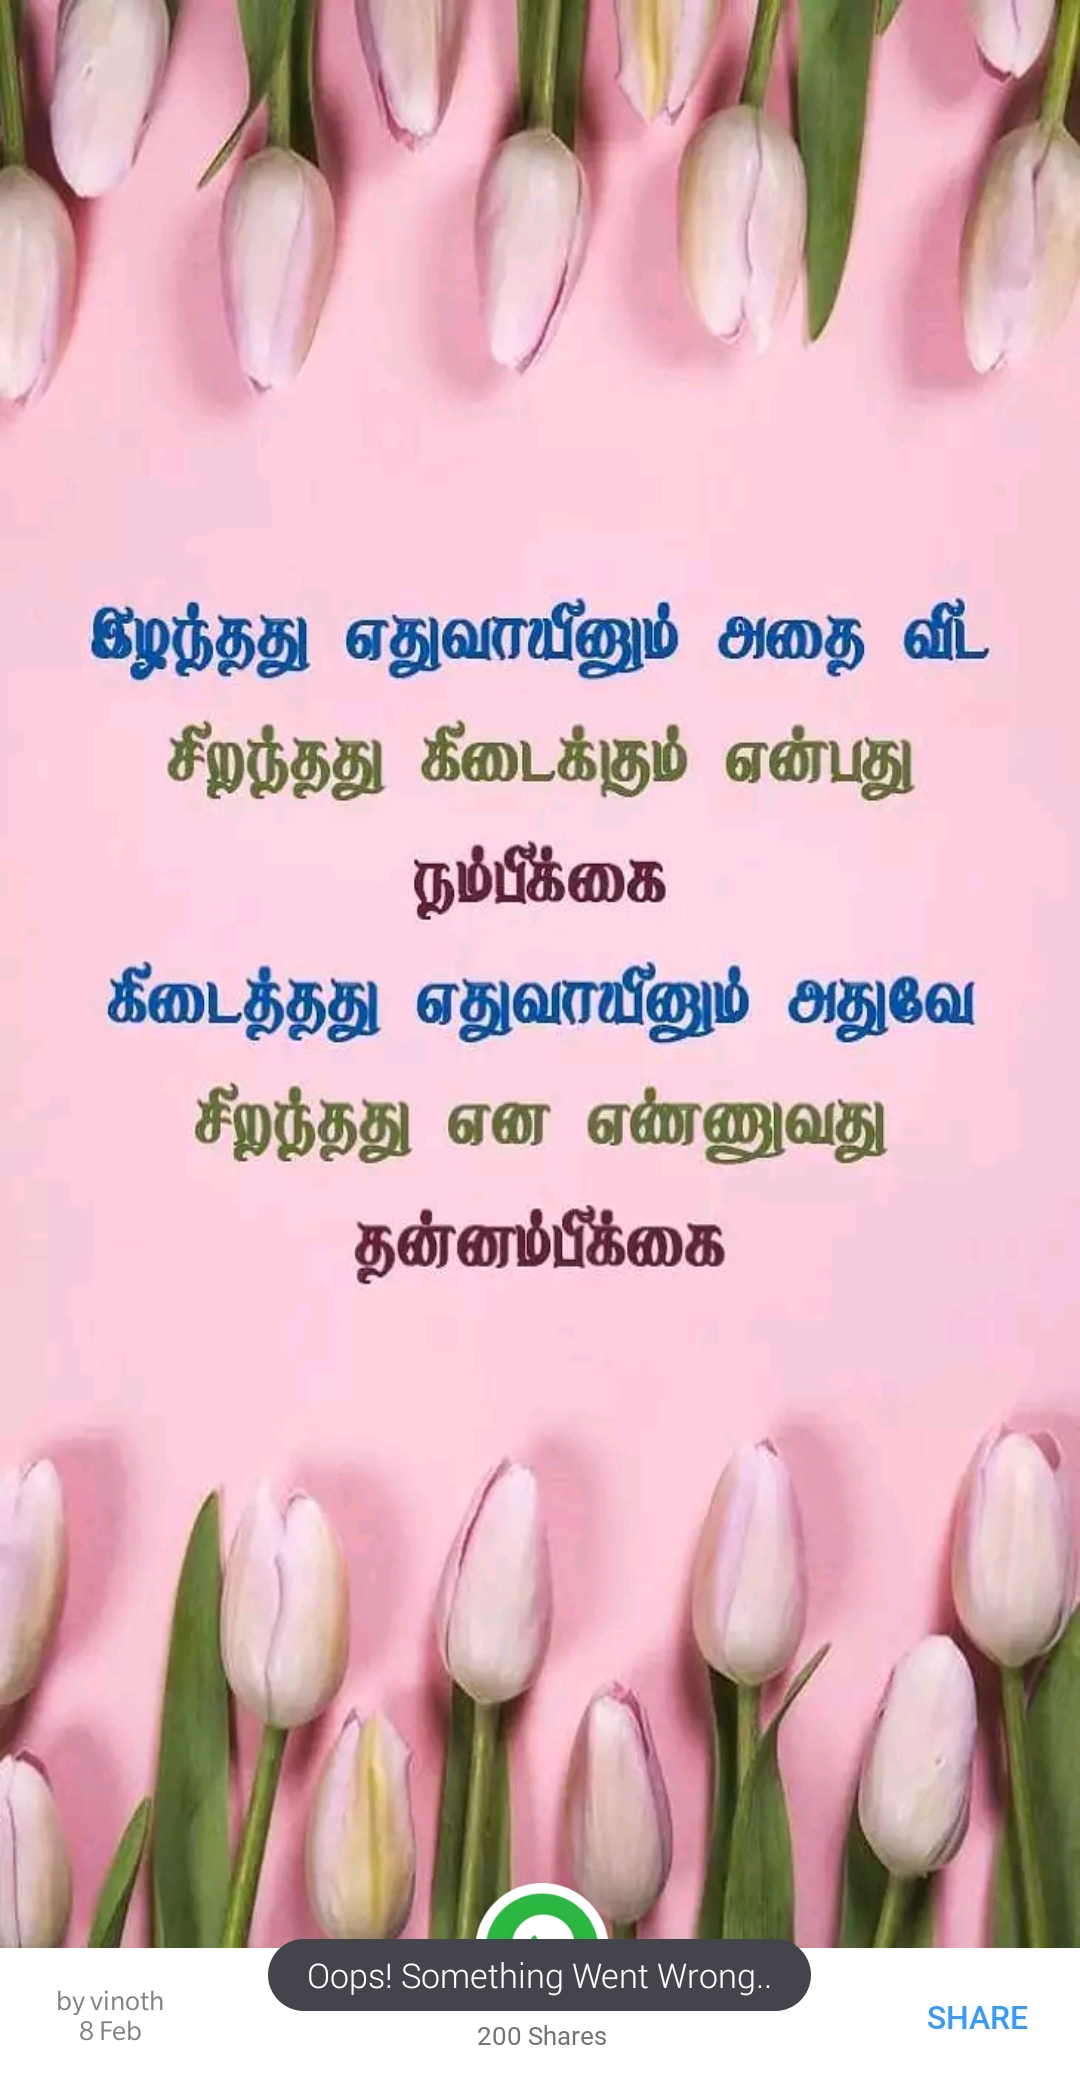 இழந்தது எதுவாயினும் அதை விட
சிறந்தது கிடைக்கும் என்பது
நம்பிக்கை
கிடைத்தது எதுவாயினும் அதுவே
சிறந்தது என எண்ணுவது
தன்னம்பிக்கை
Oops! Something Went Wrong..
by vinoth
8 Feb
200 Shares
SHARE